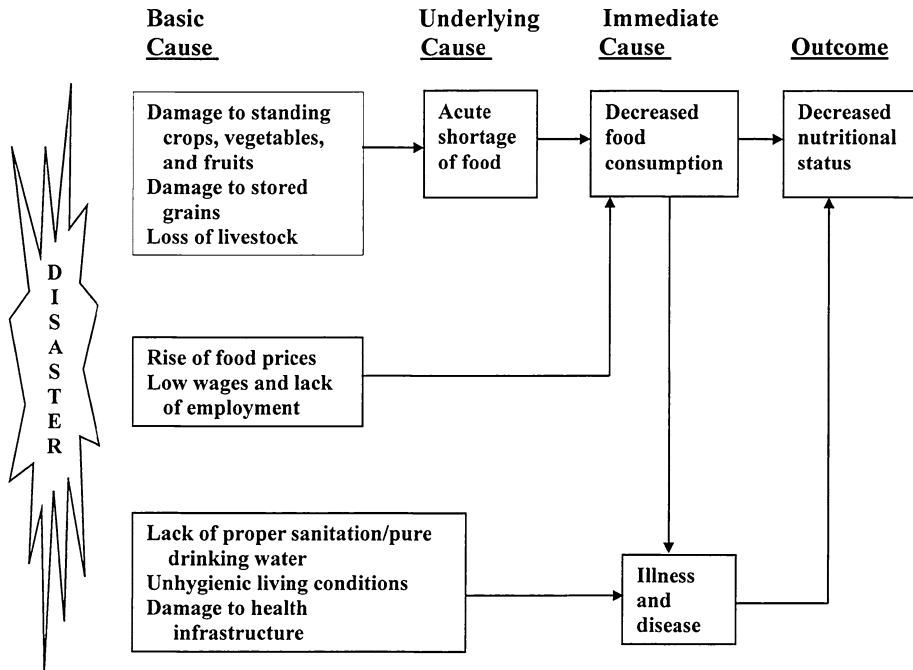 Basic
Cause
Underlying
Cause
Immediate
Cause
Outcome
DISASTER
Damage to standing
crops, vegetables,
and fruits
Damage to stored
grains
Loss of livestock
Acute
shortage
of food
Decreased
food
consumption
Decreased
nutritional
status
Rise of food prices
Low wages and lack
of employment
Lack of proper sanitation/pure
drinking water
Unhygienic living conditions
Damage to health
infrastructure
Illness
and
disease